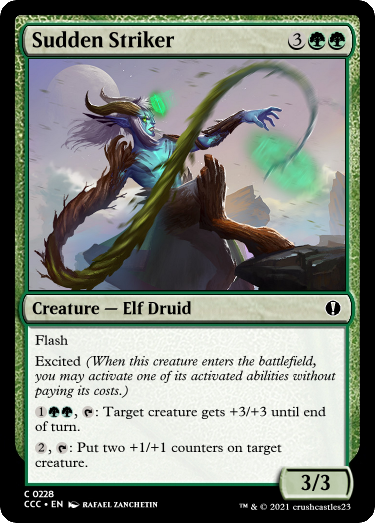 Sudden Striker 3
Creature — Elf Druid
Flash
Excited (When this creature enters the battlefield,
you may activate one of its activated abilities without
paying its costs.)
1, : Target creature gets +3/+3 until end
of turn.
2, : Put two +1/+1 counters on target
creature.
3/3
C 0228
CCC • EN RAFAEL ZANCHETIN
™ & © 2021 crushcastles23